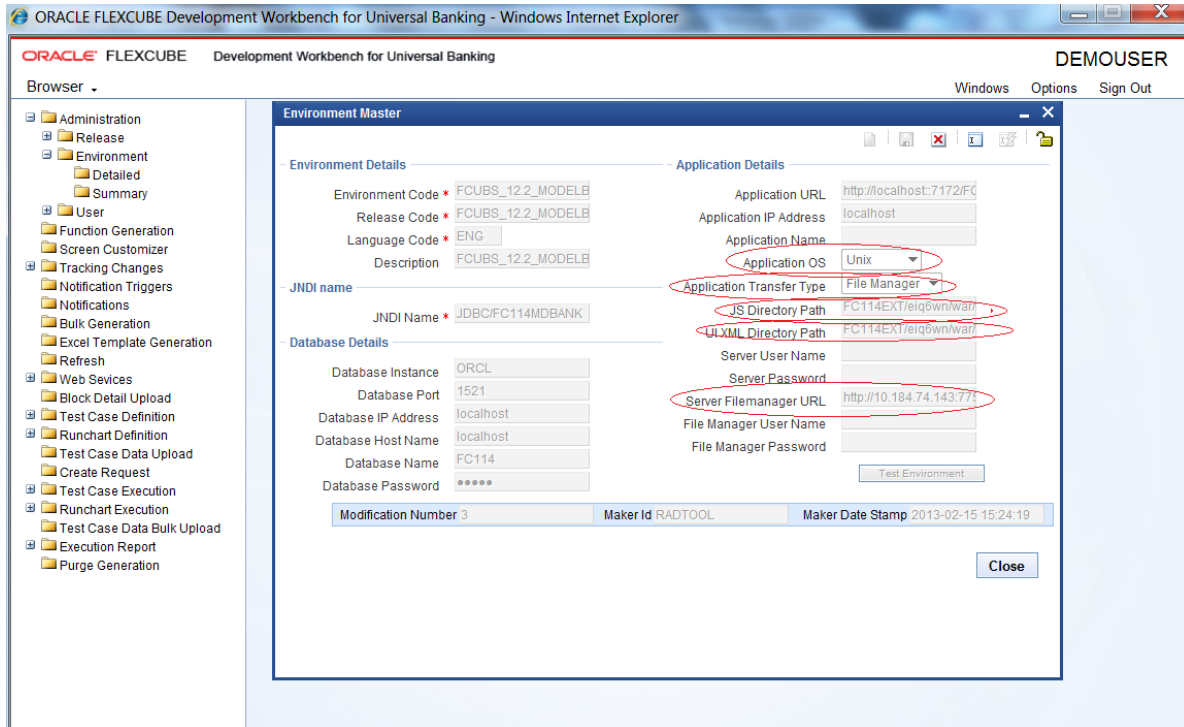 ORACLE FLEXCUBE Development Workbench for Universal Banking - Windows Internet Explorer
ORACLE FLEXCUBE Development Workbench for Universal Banking
DEMOUSER
Browser
Windows Options Sign Out
Administration
Release
Environment
Detailed
Summary
User
Function Generation
Screen Customizer
Tracking Changes
Notification Triggers
Notifications
Bulk Generation
Excel Template Generation
Refresh
Web Sevices
Block Detail Upload
Test Case Definition
Runchart Definition
Test Case Data Upload
Create Request
Test Case Execution
Runchart Execution
Test Case Data Bulk Upload
Execution Report
Purge Generation
Environment Master
Environment Details
Environment Code * FCUBS_12.2_MODELB
Release Code * FCUBS_12.2_MODELB
Language Code * ENG
Description FCUBS_12.2_MODELB
JNDI name
JNDI Name * JDBC/FC114MDBANK
Database Details
Database Instance ORCL
Database Port 1521
Database IP Address localhost
Database Host Name localhost
Database Name FC114
Database Password •••••
Application Details
Application URL http://localhost::7172/FC
Application IP Address localhost
Application Name
Application OS Unix
Application Transfer Type File Manager
JS Directory Path FC114EXT/eiq6wn/war/
UI XML Directory Path FC114EXT/eiq6wn/war/
Server User Name
Server Password
Server Filemanager URL http://10.184.74.143:775
File Manager User Name
File Manager Password
Test Environment
Modification Number 3 Maker Id RADTOOL Maker Date Stamp 2013-02-15 15:24:19
Close